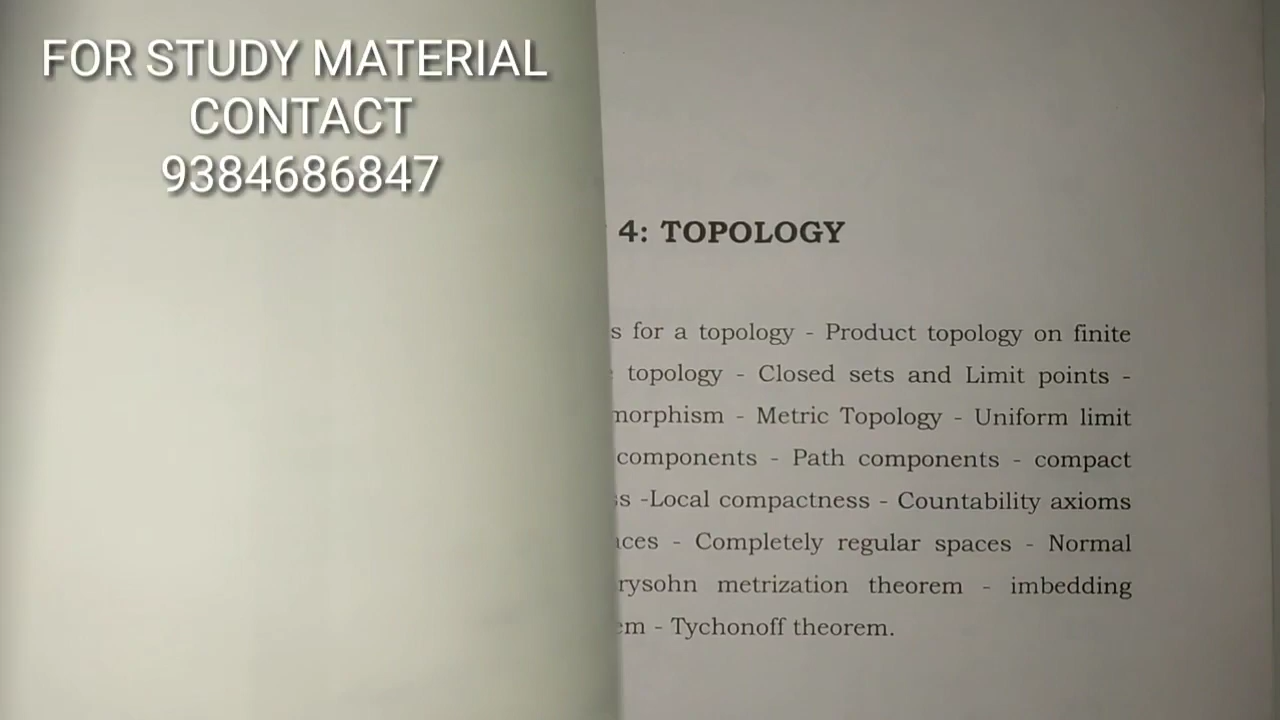 FOR STUDY MATERIAL
CONTACT
9384686847
4: TOPOLOGY
for a topology - Product topology on finite
topology - Closed sets and Limit points -
- Metric Topology - Uniform limit
components - Path components - compact
-Local compactness - Countability axioms
- Completely regular spaces - Normal
metrization theorem - imbedding
- Tychonoff theorem.